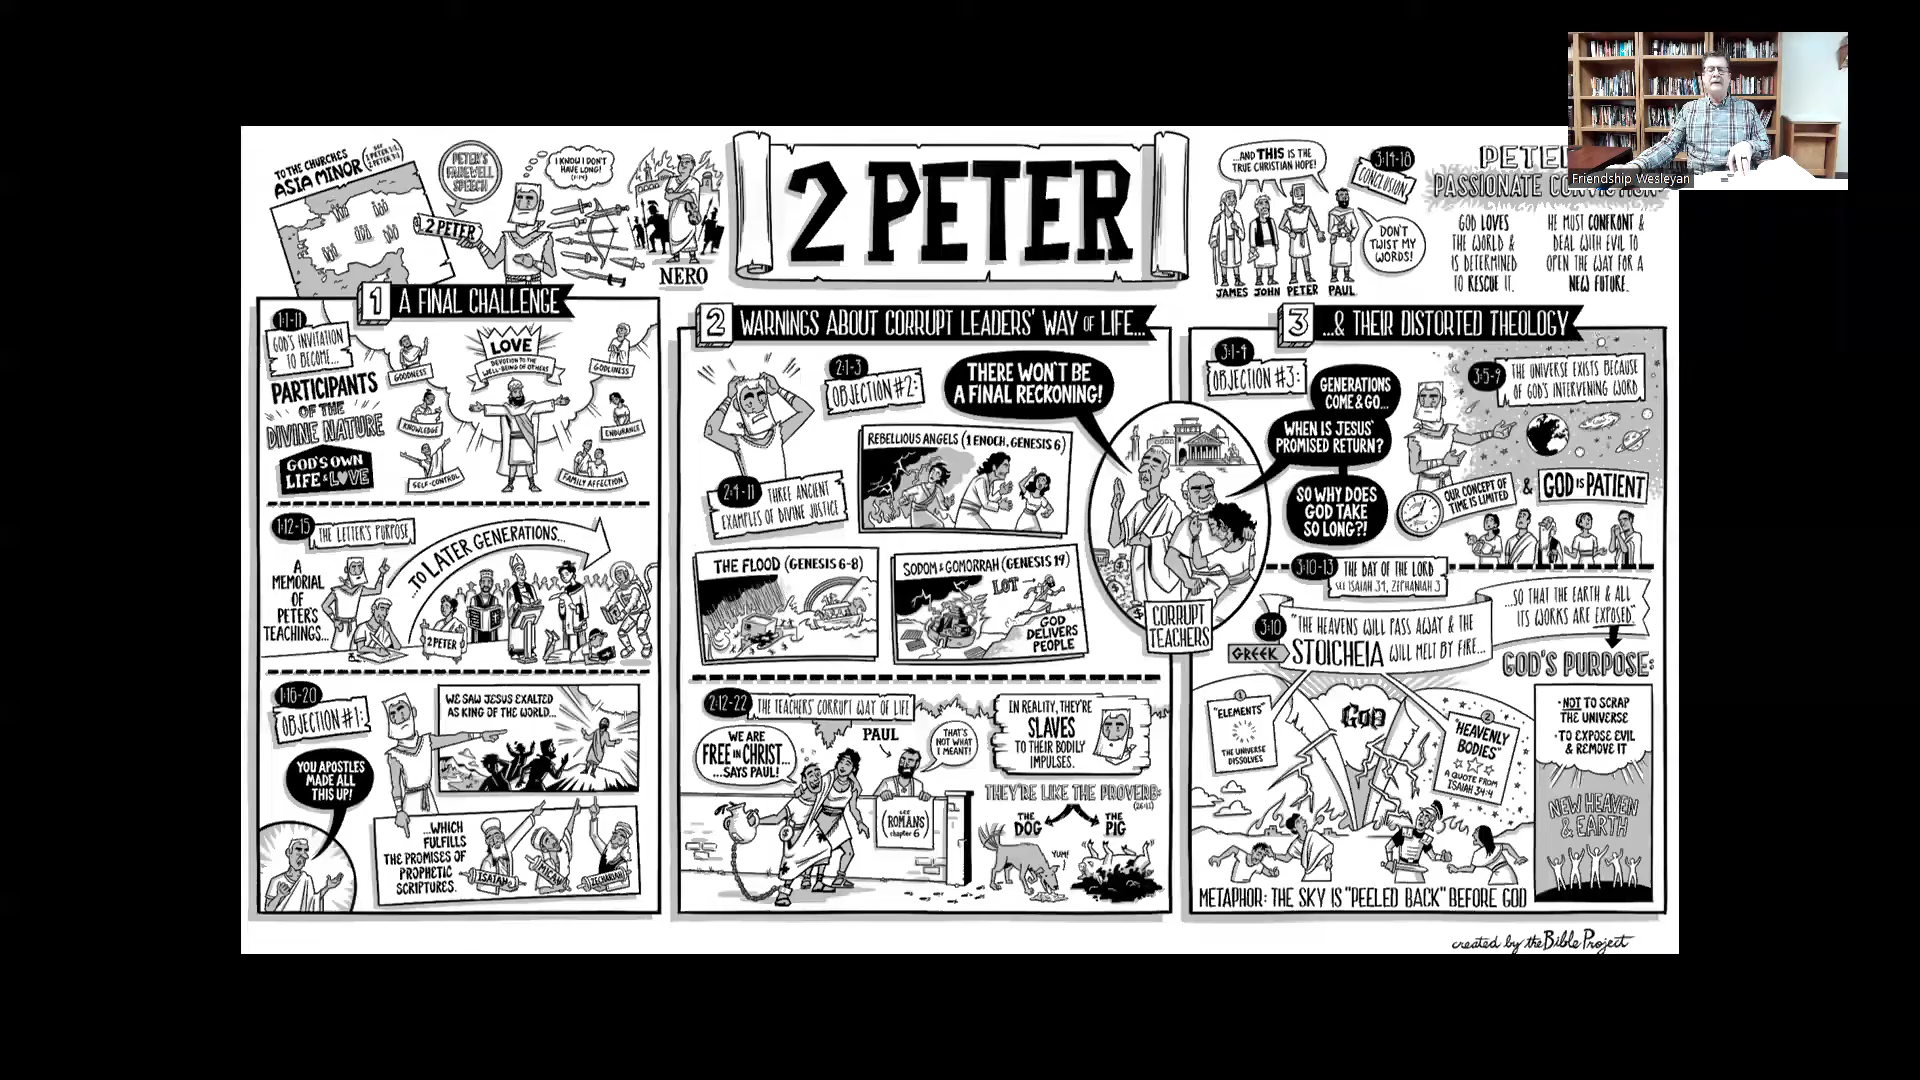 TO THE CHURCHES
ASIA MINOR
PETER'S
FAREWELL
SPEECH
I KNOW I DON'T
HAVE LONG!
(1:14)
2 PETER
NERO
2 PETER
...AND THIS IS THE
TRUE CHRISTIAN HOPE!
3:14-18
CONCLUSION
DON'T
TWIST MY
WORDS!
JAMES JOHN PETER PAUL
PASSIONATE
GOD LOVES
THE WORLD &
IS DETERMINED
TO RESCUE IT.
HE MUST CONFRONT &
DEAL WITH EVIL TO
OPEN THE WAY FOR A
NEW FUTURE.
Friendship Wesleyan
1 A FINAL CHALLENGE
1:1-11
GOD'S INVITATION
TO BECOME...
PARTICIPANTS
OF THE
DIVINE NATURE
GOD'S OWN
LIFE & LOVE
LOVE
DEVOTION TO THE
WELL-BEING OF OTHERS
GOODNESS
GODLINESS
KNOWLEDGE
ENDURANCE
SELF-CONTROL
FAMILY AFFECTION
1:12-15
THE LETTER'S PURPOSE
A
MEMORIAL
OF
PETER'S
TEACHINGS...
...TO LATER GENERATIONS...
2 PETER
1:16-20
OBJECTION #1:
YOU APOSTLES
MADE ALL
THIS UP!
WE SAW JESUS EXALTED
AS KING OF THE WORLD...
...WHICH
FULFILLS
THE PROMISES OF
PROPHETIC
SCRIPTURES.
ISAIAH
MICAH
ZECHARIAH
2 WARNINGS ABOUT CORRUPT LEADERS' WAY OF LIFE...
2:1-3
OBJECTION #2:
THERE WON'T BE
A FINAL RECKONING!
2:4-11
THREE ANCIENT
EXAMPLES OF DIVINE JUSTICE
REBELLIOUS ANGELS (1 ENOCH, GENESIS 6)
THE FLOOD (GENESIS 6-8)
SODOM & GOMORRAH (GENESIS 19)
LOT
GOD
DELIVERS
PEOPLE
CORRUPT
TEACHERS
2:12-22
THE TEACHERS' CORRUPT WAY OF LIFE
WE ARE
FREE IN CHRIST...
...SAYS PAUL!
PAUL
THAT'S
NOT WHAT
I MEANT!
SEE
ROMANS
chapter 6
IN REALITY, THEY'RE
SLAVES
TO THEIR BODILY
IMPULSES.
THEY'RE LIKE THE PROVERB:
(26:11)
THE
DOG
THE
PIG
YUM!
3 ...& THEIR DISTORTED THEOLOGY
3:1-4
OBJECTION #3:
GENERATIONS
COME & GO...
WHEN IS JESUS'
PROMISED RETURN?
SO WHY DOES
GOD TAKE
SO LONG?!
3:5-9
THE UNIVERSE EXISTS BECAUSE
OF GOD'S INTERVENING WORD
OUR CONCEPT OF
TIME IS LIMITED
& GOD IS PATIENT
3:10-13
THE DAY OF THE LORD
SEE ISAIAH 34, ZEPHANIAH 3
3:10
"THE HEAVENS WILL PASS AWAY & THE
GREEK STOICHEIA WILL MELT BY FIRE...
...SO THAT THE EARTH & ALL
ITS WORKS ARE EXPOSED"
GOD'S PURPOSE:
1
"ELEMENTS"
THE UNIVERSE
DISSOLVES
GOD
2
"HEAVENLY
BODIES"
A QUOTE FROM
ISAIAH 34:4
• NOT TO SCRAP
THE UNIVERSE
• TO EXPOSE EVIL
& REMOVE IT
NEW HEAVEN
& EARTH
METAPHOR: THE SKY IS "PEELED BACK" BEFORE GOD
created by the Bible Project